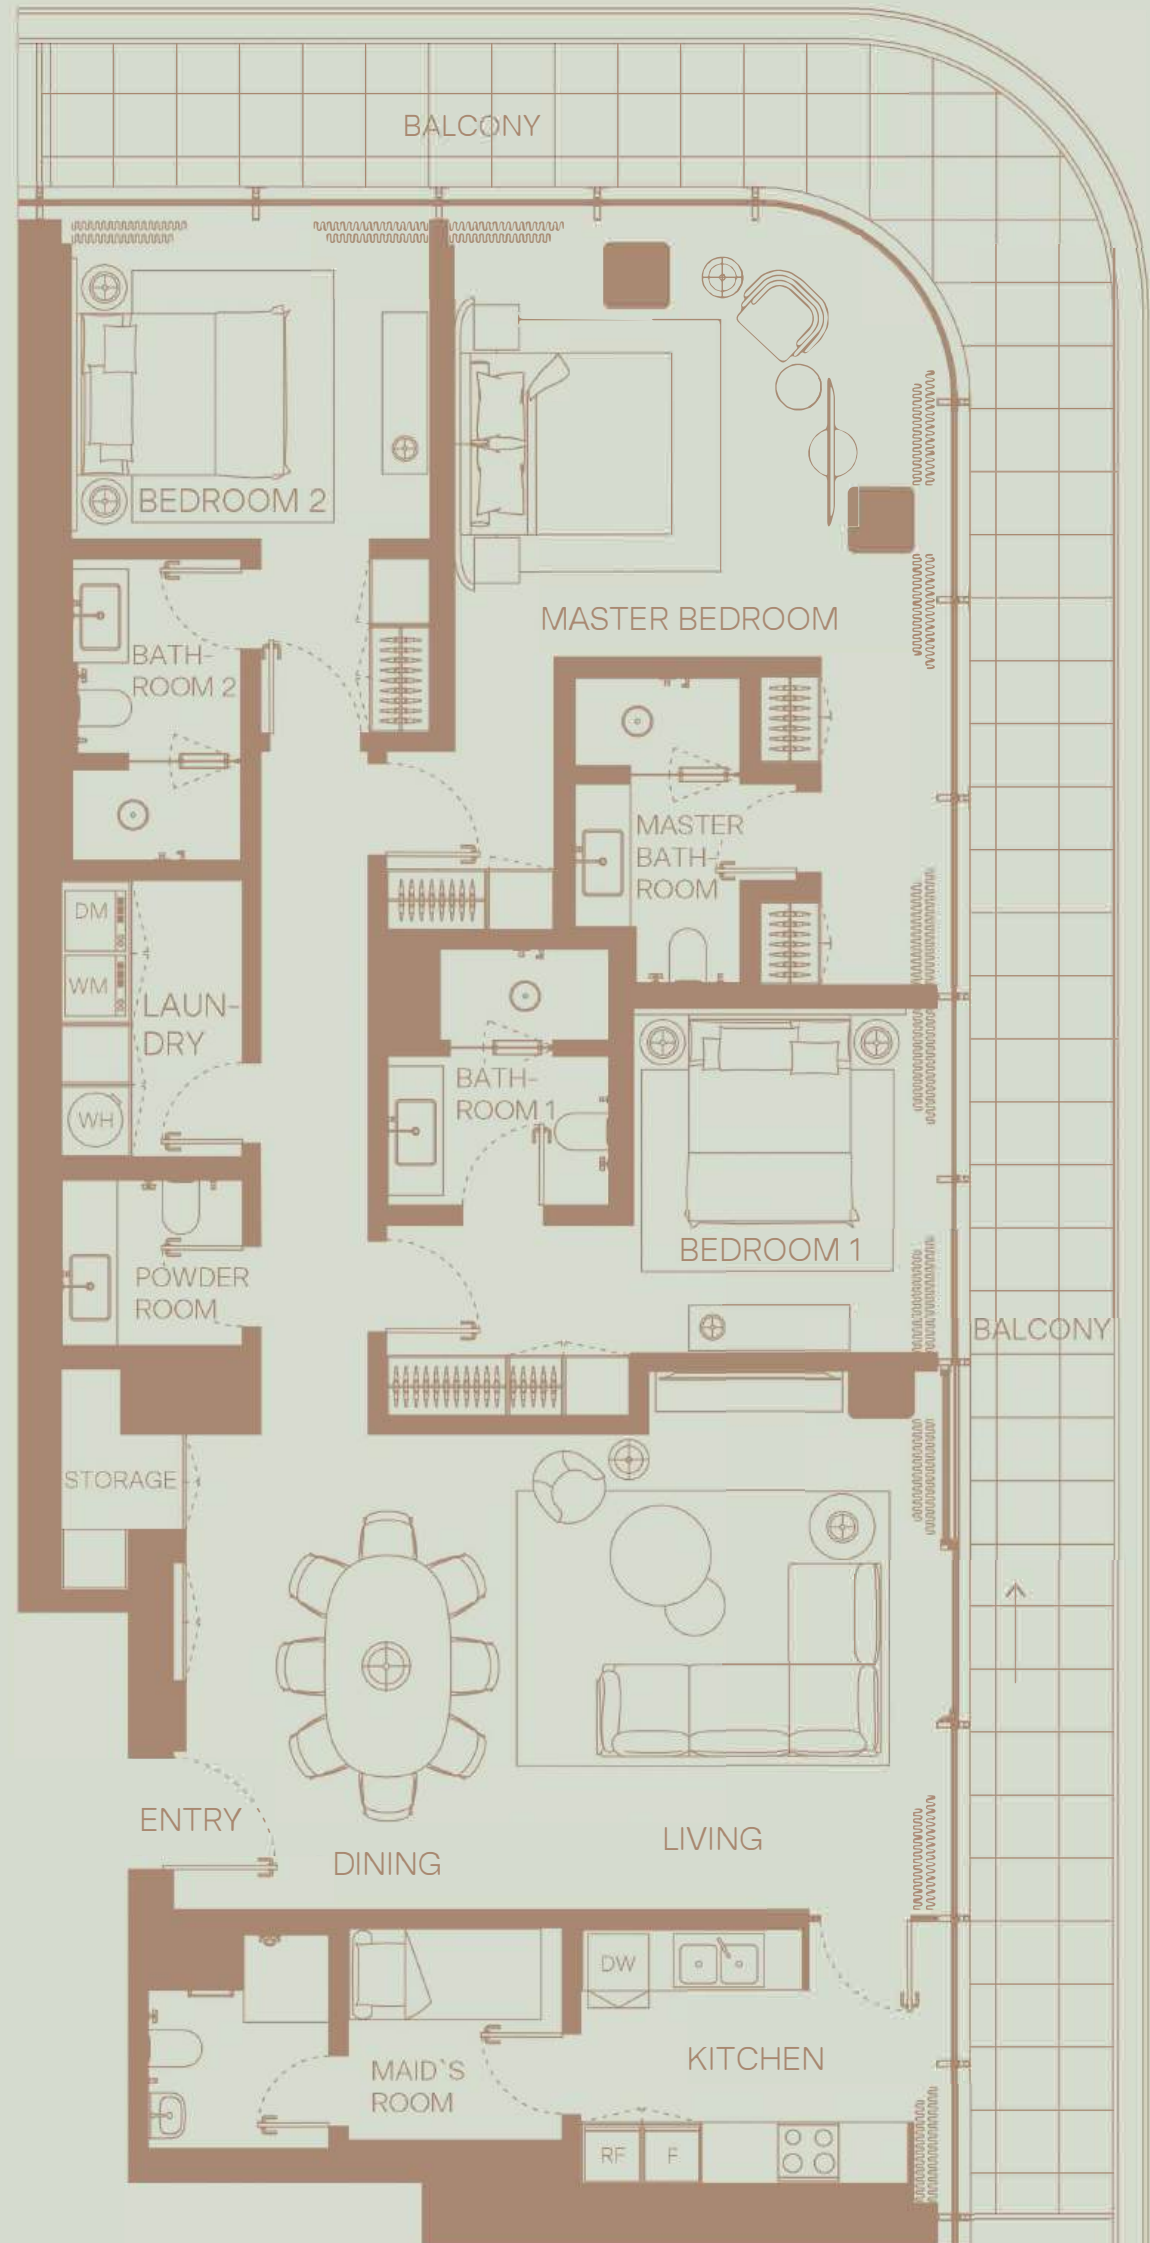 BALCONY
BEDROOM 2
MASTER BEDROOM
BATH-
ROOM 2
MASTER
BATH-
ROOM
DM
WM
LAUN-
DRY
WH
BATH-
ROOM 1
BEDROOM 1
POWDER
ROOM
BALCONY
STORAGE
ENTRY
DINING
LIVING
DW
KITCHEN
MAID`S
ROOM
RF
F